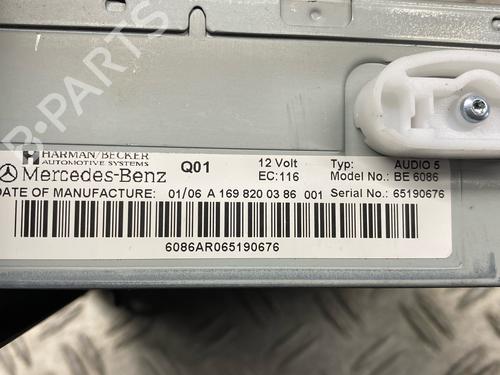 B-PARTS
HARMAN/BECKER
AUTOMOTIVE SYSTEMS
Mercedes-Benz Q01 12 Volt Typ: AUDIO 5
EC:116 Model No.: BE 6086
DATE OF MANUFACTURE: 01/06 A 169 820 03 86 001 Serial No.: 65190676
6086AR065190676